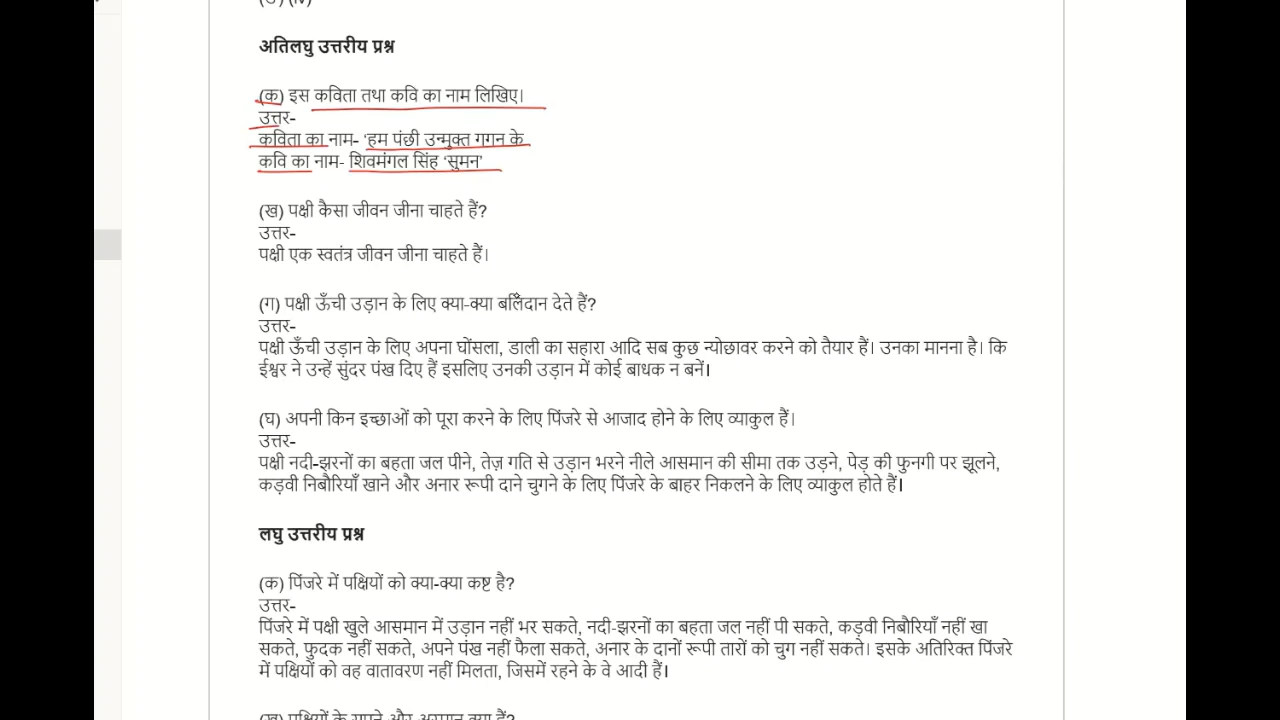 अतिलघु उत्तरीय प्रश्न
(क) इस कविता तथा कवि का नाम लिखिए।
उत्तर-
कविता का नाम- 'हम पंछी उन्मुक्त गगन के
कवि का नाम- शिवमंगल सिंह 'सुमन'
(ख) पक्षी कैसा जीवन जीना चाहते हैं?
उत्तर-
पक्षी एक स्वतंत्र जीवन जीना चाहते हैं।
(ग) पक्षी ऊँची उड़ान के लिए क्या-क्या बलिदान देते हैं?
उत्तर-
पक्षी ऊँची उड़ान के लिए अपना घोंसला, डाली का सहारा आदि सब कुछ न्योछावर करने को तैयार हैं। उनका मानना है। कि
ईश्वर ने उन्हें सुंदर पंख दिए हैं इसलिए उनकी उड़ान में कोई बाधक न बनें।
(घ) अपनी किन इच्छाओं को पूरा करने के लिए पिंजरे से आजाद होने के लिए व्याकुल हैं।
उत्तर-
पक्षी नदी-झरनों का बहता जल पीने, तेज़ गति से उड़ान भरने नीले आसमान की सीमा तक उड़ने, पेड़ की फुनगी पर झूलने,
कड़वी निबौरियाँ खाने और अनार रूपी दाने चुगने के लिए पिंजरे के बाहर निकलने के लिए व्याकुल होते हैं।
लघु उत्तरीय प्रश्न
(क) पिंजरे में पक्षियों को क्या-क्या कष्ट है?
उत्तर-
पिंजरे में पक्षी खुले आसमान में उड़ान नहीं भर सकते, नदी-झरनों का बहता जल नहीं पी सकते, कड़वी निबौरियाँ नहीं खा
सकते, फुदक नहीं सकते, अपने पंख नहीं फैला सकते, अनार के दानों रूपी तारों को चुग नहीं सकते। इसके अतिरिक्त पिंजरे
में पक्षियों को वह वातावरण नहीं मिलता, जिसमें रहने के वे आदी हैं।
(ख) पक्षियों के सपने और अरमान क्या हैं?